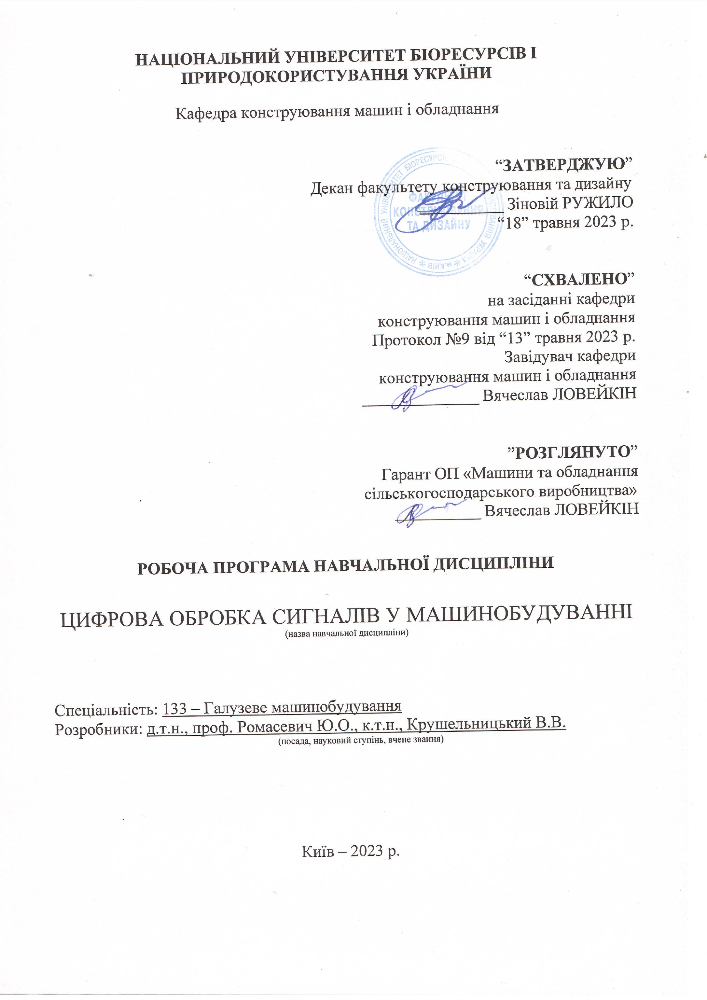 НАЦІОНАЛЬНИЙ УНІВЕРСИТЕТ БІОРЕСУРСІВ І
ПРИРОДОКОРИСТУВАННЯ УКРАЇНИ
Кафедра конструювання машин і обладнання
“ЗАТВЕРДЖУЮ”
Декан факультету конструювання та дизайну
Зіновій РУЖИЛО
“18” травня 2023 р.
НАЦІОНАЛЬНИЙ УНІВЕРСИТЕТ БІОРЕСУРСІВ УКРАЇНИ * м.КИЇВ *
ФАКУЛЬТЕТ
КОНСТРУЮВАННЯ
ТА ДИЗАЙНУ
“СХВАЛЕНО”
на засіданні кафедри
конструювання машин і обладнання
Протокол №9 від “13” травня 2023 р.
Завідувач кафедри
конструювання машин і обладнання
Вячеслав ЛОВЕЙКІН
”РОЗГЛЯНУТО”
Гарант ОП «Машини та обладнання
сільськогосподарського виробництва»
Вячеслав ЛОВЕЙКІН
РОБОЧА ПРОГРАМА НАВЧАЛЬНОЇ ДИСЦИПЛІНИ
ЦИФРОВА ОБРОБКА СИГНАЛІВ У МАШИНОБУДУВАННІ
(назва навчальної дисципліни)
Спеціальність: 133 – Галузеве машинобудування
Розробники: д.т.н., проф. Ромасевич Ю.О., к.т.н., Крушельницький В.В.
(посада, науковий ступінь, вчене звання)
Київ – 2023 р.